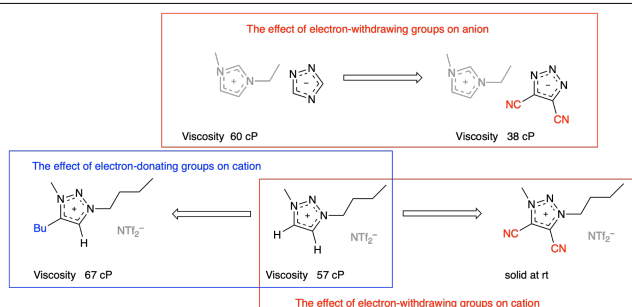 The effect of electron-withdrawing groups on anion
N
N
+
N
N
−
N
N
N
+
N
N
N
−
N
NC
CN
Viscosity 60 cP
Viscosity 38 cP
The effect of electron-donating groups on cation
N
N
N
+
Bu
H
NTf2−
N
N
N
+
H
H
NTf2−
N
N
N
+
NC
CN
NTf2−
Viscosity 67 cP
Viscosity 57 cP
solid at rt
The effect of electron-withdrawing groups on cation